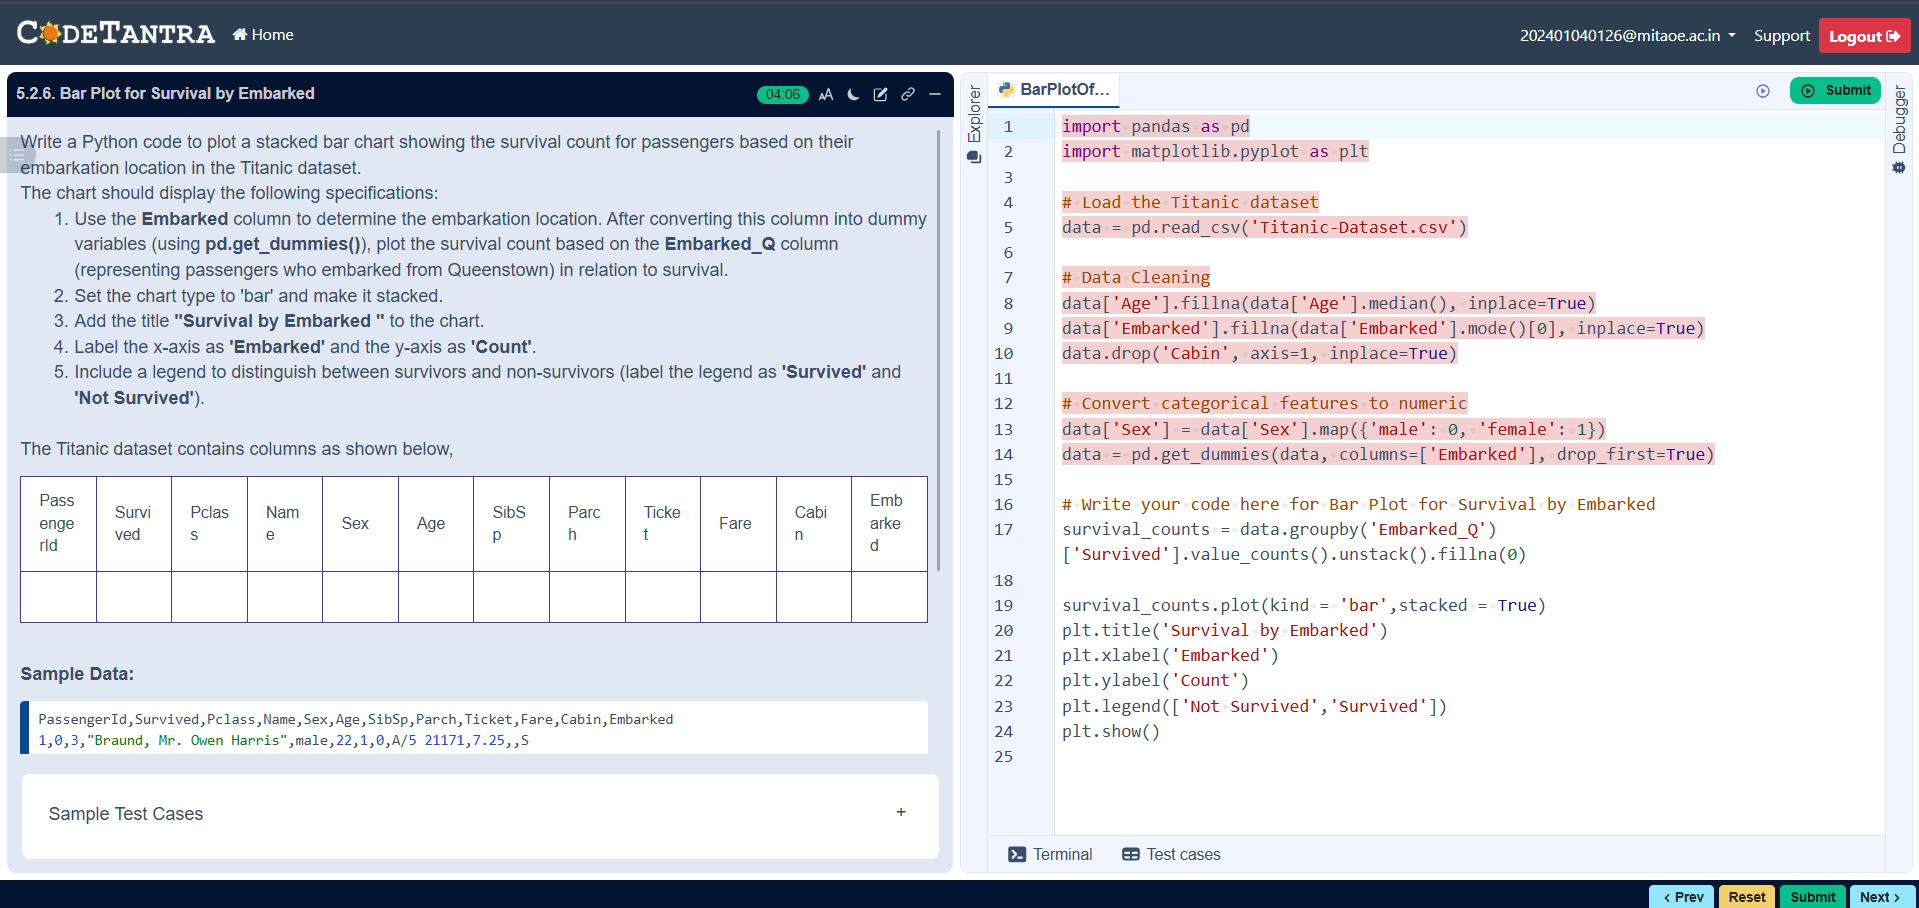 CODETANTRA
Home
202401040126@mitaoe.ac.in
Support
Logout
5.2.6. Bar Plot for Survival by Embarked
04:06
AA
Write a Python code to plot a stacked bar chart showing the survival count for passengers based on their
embarkation location in the Titanic dataset.
The chart should display the following specifications:
1. Use the Embarked column to determine the embarkation location. After converting this column into dummy
variables (using pd.get_dummies()), plot the survival count based on the Embarked_Q column
(representing passengers who embarked from Queenstown) in relation to survival.
2. Set the chart type to 'bar' and make it stacked.
3. Add the title "Survival by Embarked " to the chart.
4. Label the x-axis as 'Embarked' and the y-axis as 'Count'.
5. Include a legend to distinguish between survivors and non-survivors (label the legend as 'Survived' and
'Not Survived').
The Titanic dataset contains columns as shown below,
Pass
enge
rId
Survi
ved
Pclas
s
Nam
e
Sex
Age
SibS
p
Parc
h
Ticke
t
Fare
Cabi
n
Emb
arke
d
Sample Data:
PassengerId,Survived,Pclass,Name,Sex,Age,SibSp,Parch,Ticket,Fare,Cabin,Embarked
1,0,3,"Braund, Mr. Owen Harris",male,22,1,0,A/5 21171,7.25,,S
Sample Test Cases
+
Explorer
BarPlotOf...
Submit
Debugger
1 import pandas as pd
2 import matplotlib.pyplot as plt
3
4 # Load the Titanic dataset
5 data = pd.read_csv('Titanic-Dataset.csv')
6
7 # Data Cleaning
8 data['Age'].fillna(data['Age'].median(), inplace=True)
9 data['Embarked'].fillna(data['Embarked'].mode()[0], inplace=True)
10 data.drop('Cabin', axis=1, inplace=True)
11
12 # Convert categorical features to numeric
13 data['Sex'] = data['Sex'].map({'male': 0, 'female': 1})
14 data = pd.get_dummies(data, columns=['Embarked'], drop_first=True)
15
16 # Write your code here for Bar Plot for Survival by Embarked
17 survival_counts = data.groupby('Embarked_Q')
['Survived'].value_counts().unstack().fillna(0)
18
19 survival_counts.plot(kind = 'bar',stacked = True)
20 plt.title('Survival by Embarked')
21 plt.xlabel('Embarked')
22 plt.ylabel('Count')
23 plt.legend(['Not Survived','Survived'])
24 plt.show()
25
Terminal
Test cases
< Prev
Reset
Submit
Next >